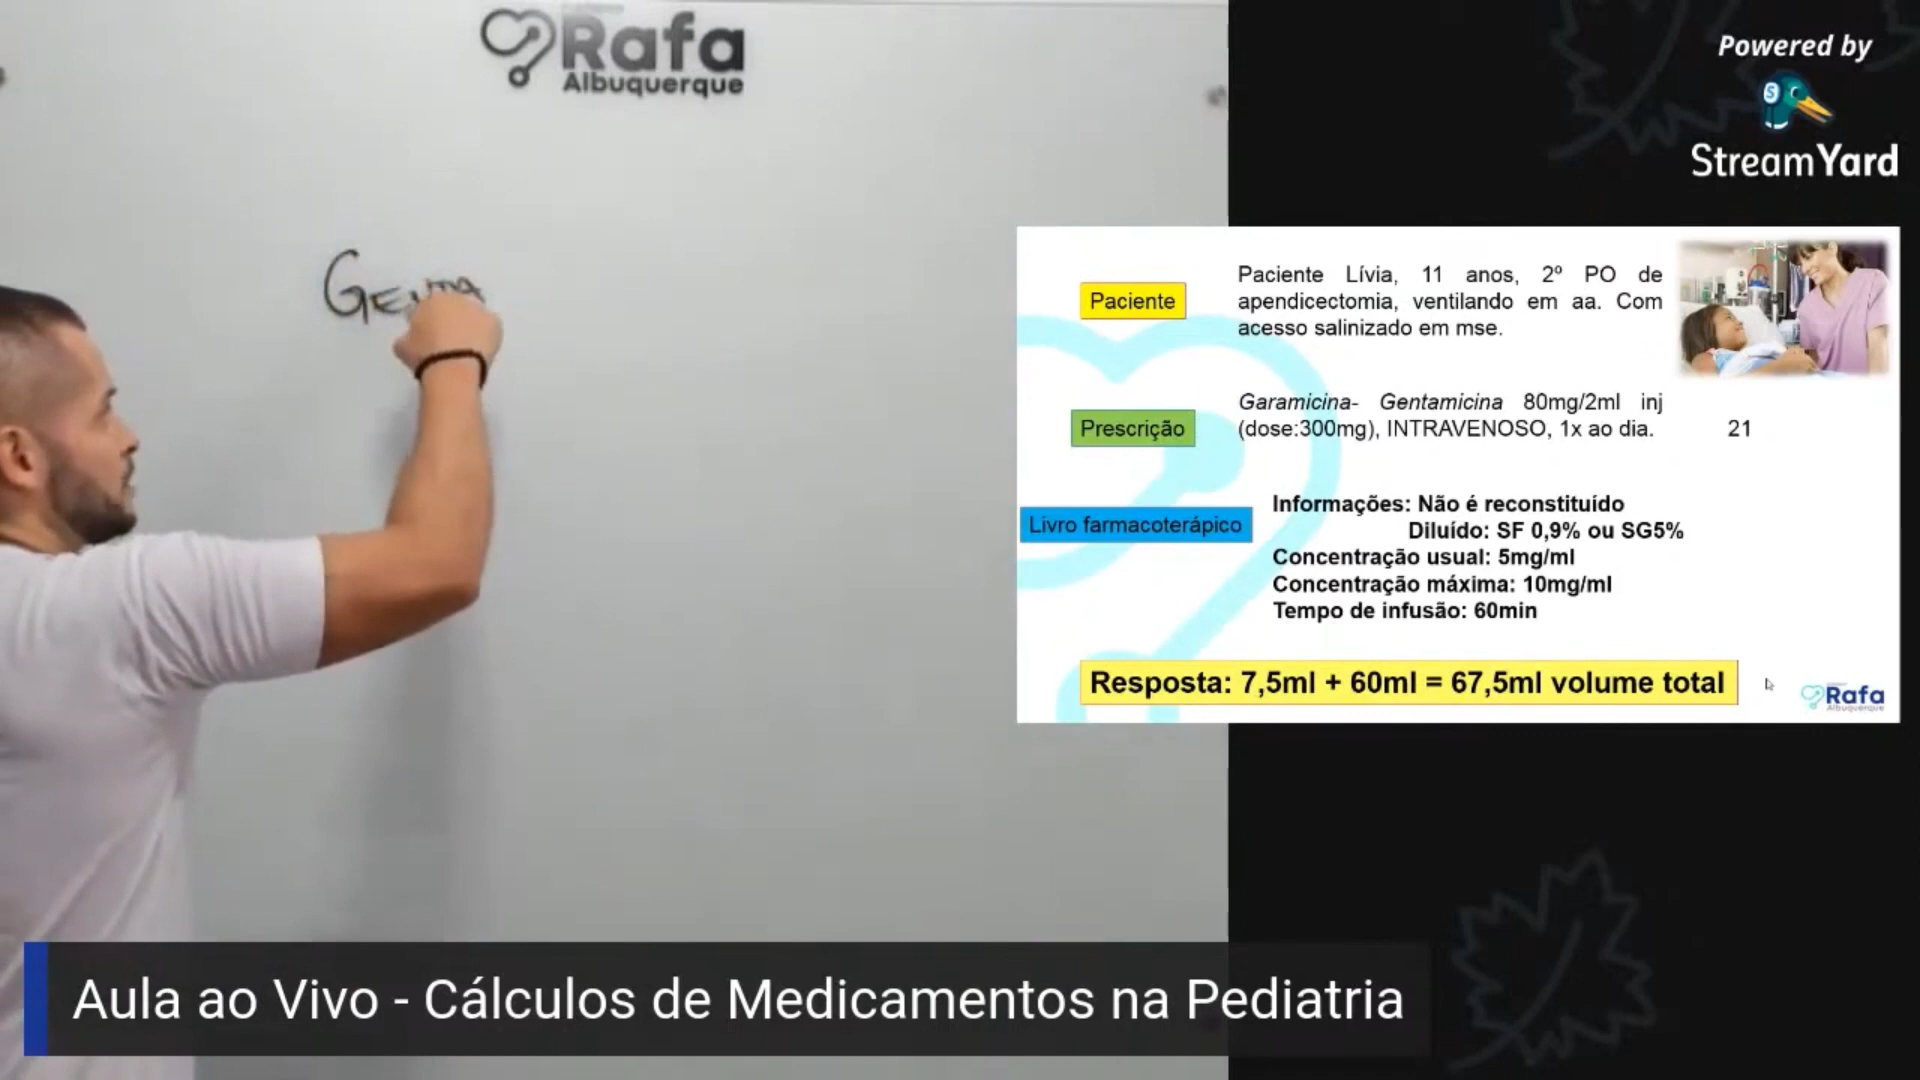 Rafa
Albuquerque
GENTA
Powered by
StreamYard
Paciente
Paciente Lívia, 11 anos, 2º PO de
apendicectomia, ventilando em aa. Com
acesso salinizado em mse.
Prescrição
Garamicina- Gentamicina 80mg/2ml inj
(dose:300mg), INTRAVENOSO, 1x ao dia.
21
Livro farmacoterápico
Informações: Não é reconstituído
Diluído: SF 0,9% ou SG5%
Concentração usual: 5mg/ml
Concentração máxima: 10mg/ml
Tempo de infusão: 60min
Resposta: 7,5ml + 60ml = 67,5ml volume total
Rafa
Albuquerque
Aula ao Vivo - Cálculos de Medicamentos na Pediatria